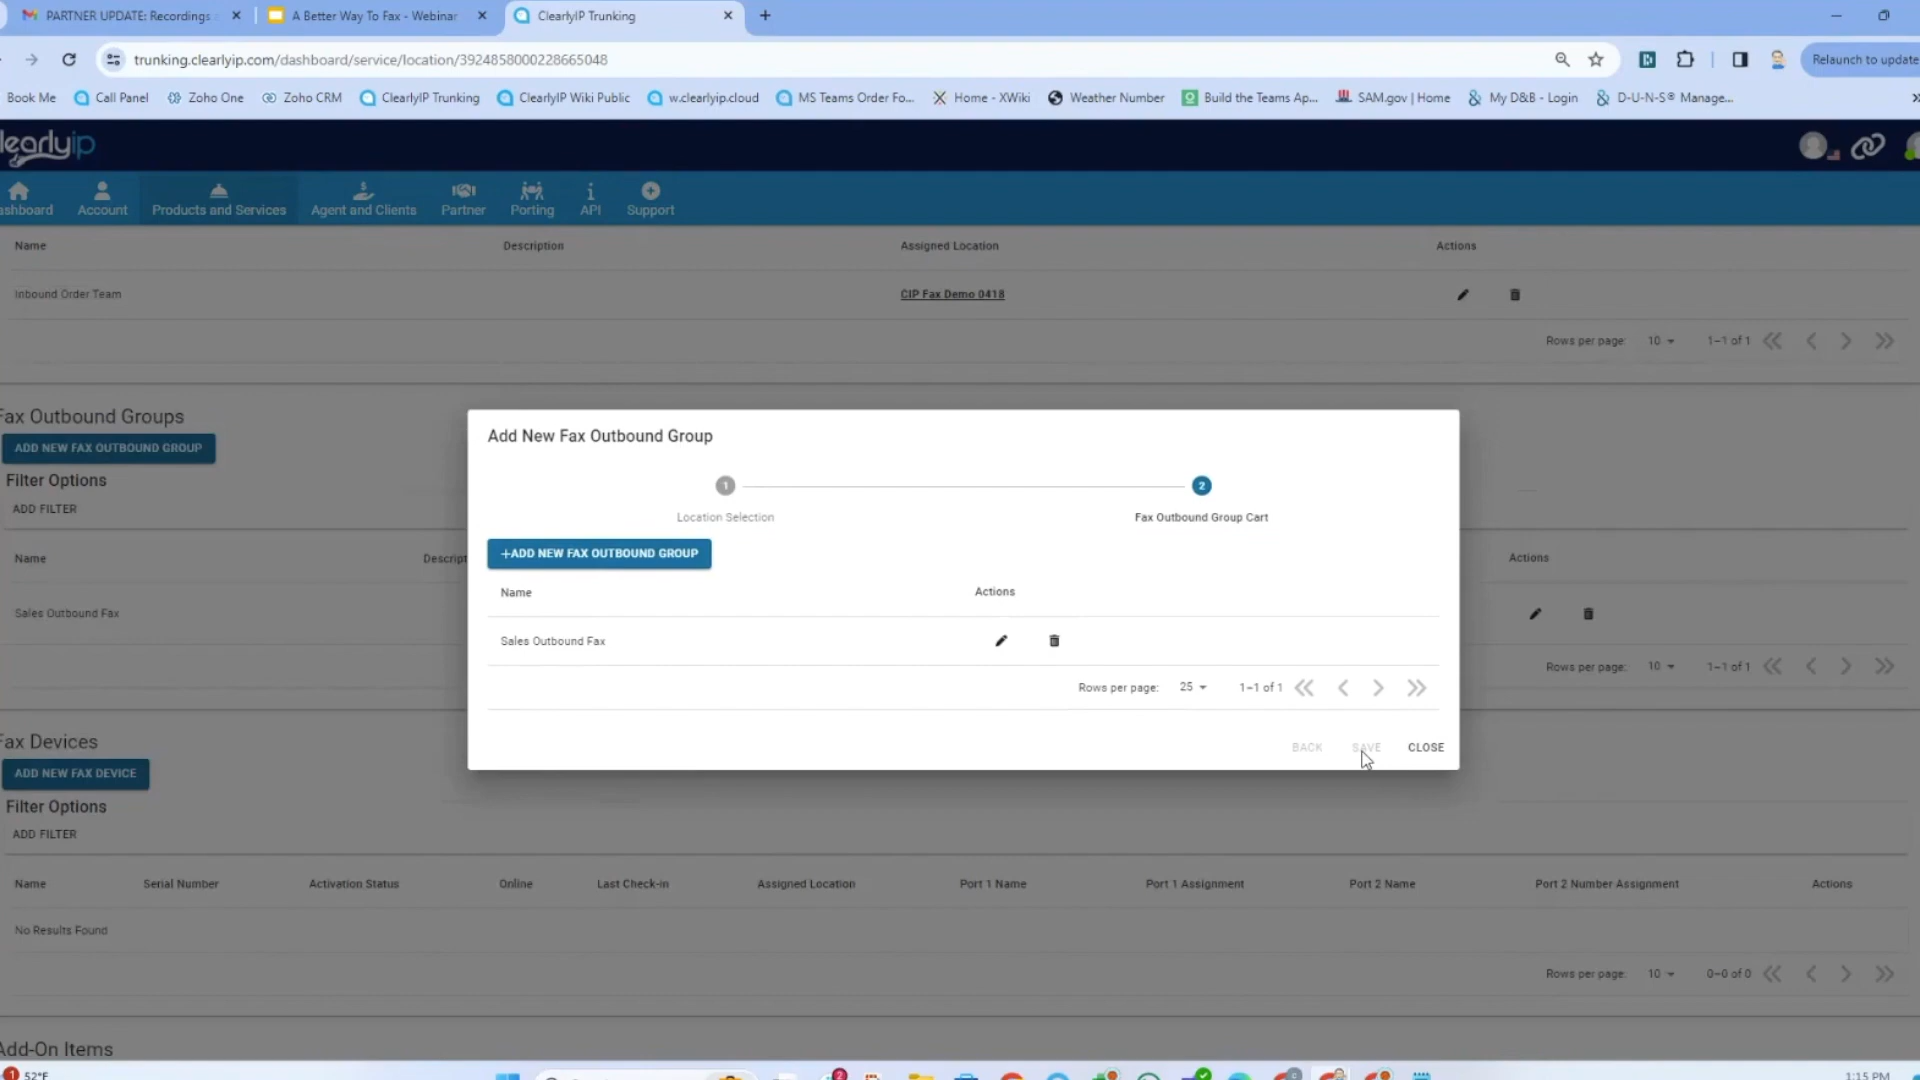 PARTNER UPDATE: Recordings
A Better Way To Fax - Webinar
ClearlyIP Trunking
trunking.clearlyip.com/dashboard/service/location/3924858000228665048
Relaunch to update
Book Me
Call Panel
Zoho One
Zoho CRM
ClearlyIP Trunking
ClearlyIP Wiki Public
w.clearlyip.cloud
MS Teams Order Fo...
Home - XWiki
Weather Number
Build the Teams Ap...
SAM.gov | Home
My D&B - Login
D-U-N-S® Manage...
learlyip
ashboard
Account
Products and Services
Agent and Clients
Partner
Porting
API
Support
Name Description Assigned Location Actions
Inbound Order Team CIP Fax Demo 0418
Rows per page: 10 1–1 of 1
Fax Outbound Groups
ADD NEW FAX OUTBOUND GROUP
Filter Options
ADD FILTER
Name Descript Actions
Sales Outbound Fax
Rows per page: 10 1–1 of 1
Add New Fax Outbound Group
1 2
Location Selection Fax Outbound Group Cart
+ADD NEW FAX OUTBOUND GROUP
Name Actions
Sales Outbound Fax
Rows per page: 25 1–1 of 1
BACK SAVE CLOSE
Fax Devices
ADD NEW FAX DEVICE
Filter Options
ADD FILTER
Name Serial Number Activation Status Online Last Check-in Assigned Location Port 1 Name Port 1 Assignment Port 2 Name Port 2 Number Assignment Actions
No Results Found
Rows per page: 10 0–0 of 0
Add-On Items
1 52°F
2
1:15 PM